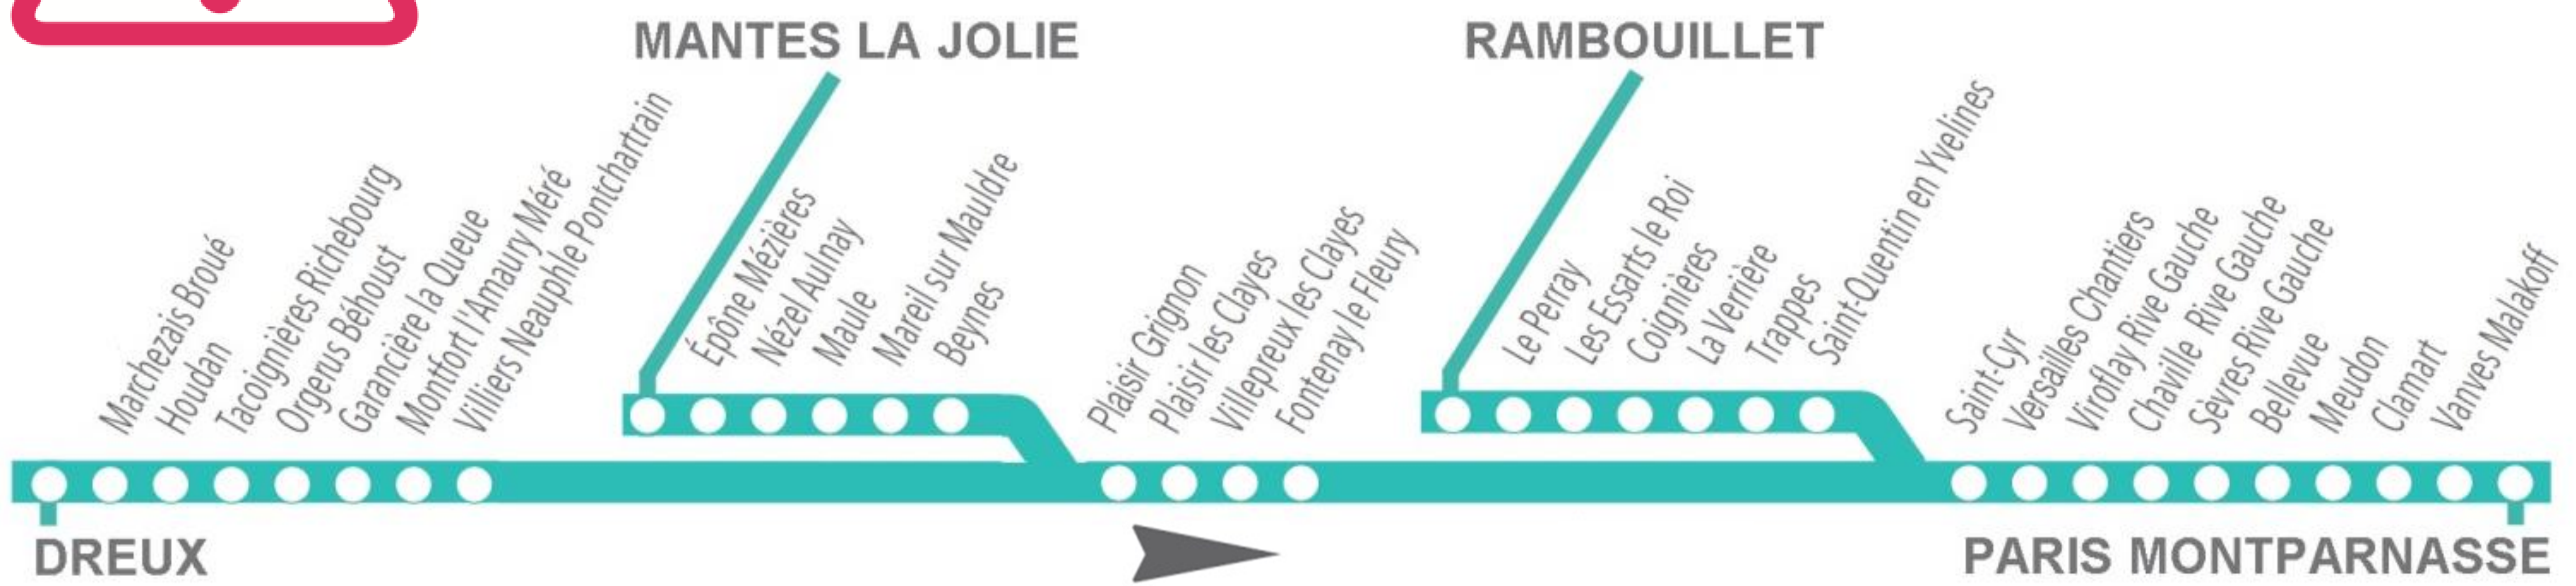 MANTES LA JOLIE
RAMBOUILLET
Marchezais Broué
Houdan
Tacoignières Richebourg
Orgerus Béhoust
Garancière la Queue
Montfort l'Amaury Méré
Villiers Neauphle Pontchartrain
Épône Mézières
Nézel Aulnay
Maule
Mareil sur Mauldre
Beynes
Plaisir Grignon
Plaisir les Clayes
Villepreux les Clayes
Fontenay le Fleury
Le Perray
Les Essarts le Roi
Coignières
La Verrière
Trappes
Saint-Quentin en Yvelines
Saint-Cyr
Versailles Chantiers
Viroflay Rive Gauche
Chaville Rive Gauche
Sèvres Rive Gauche
Bellevue
Meudon
Clamart
Vanves Malakoff
DREUX
PARIS MONTPARNASSE